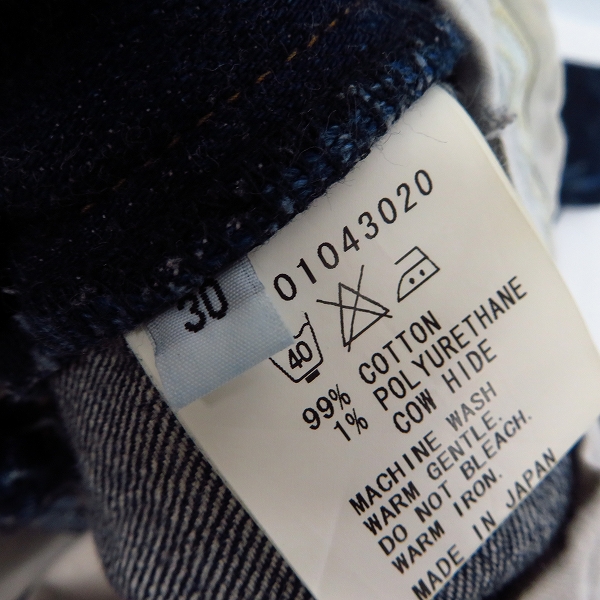 30
01043020
40
99% COTTON
1% POLYURETHANE
COW HIDE
MACHINE WASH
WARM GENTLE.
DO NOT BLEACH.
WARM IRON.
MADE IN JAPAN